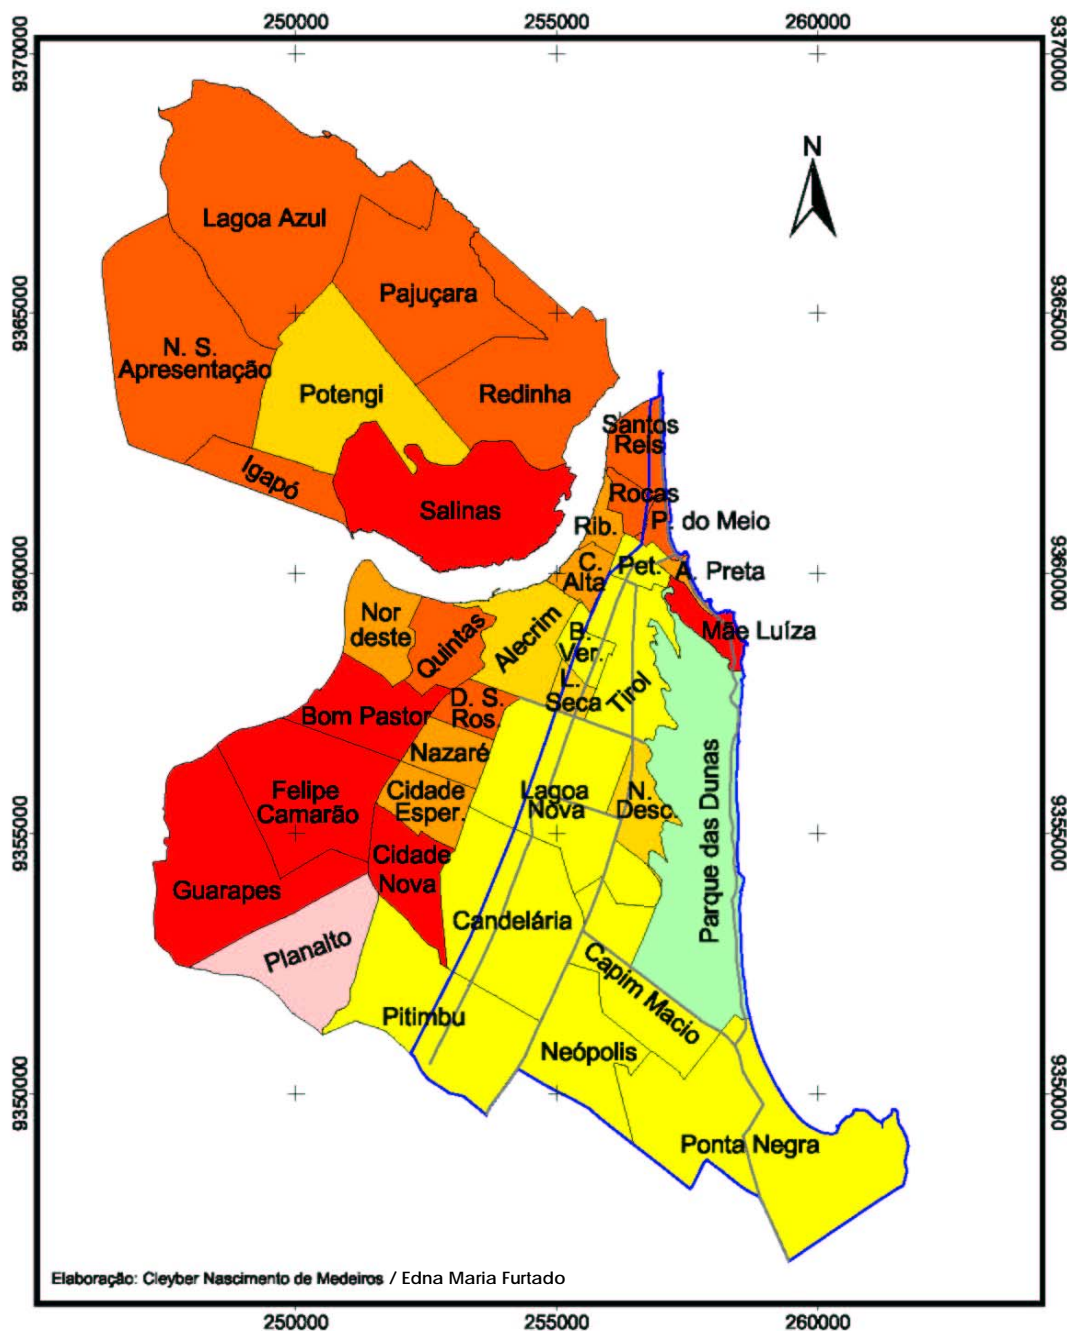 250000
255000
260000
9370000
9370000
N
Lagoa Azul
Pajuçara
9365000
9365000
N. S.
Apresentação
Potengi
Redinha
Santos
Reis
Igapó
Rocas
Salinas
P. do Meio
Rib.
9360000
9360000
C.
Alta
Pet.
A. Preta
Nor
deste
Quintas
Alecrim
B.
Ver.
Mãe Luíza
L.
Seca
Tirol
D. S.
Ros.
Bom Pastor
Nazaré
Parque das Dunas
Felipe
Camarão
Cidade
Esper.
Lagoa
Nova
N.
Desc.
9355000
9355000
Cidade
Nova
Guarapes
Candelária
Planalto
Capim Macio
Pitimbu
Neópolis
9350000
9350000
Ponta Negra
Elaboração: Cleyber Nascimento de Medeiros / Edna Maria Furtado
250000
255000
260000